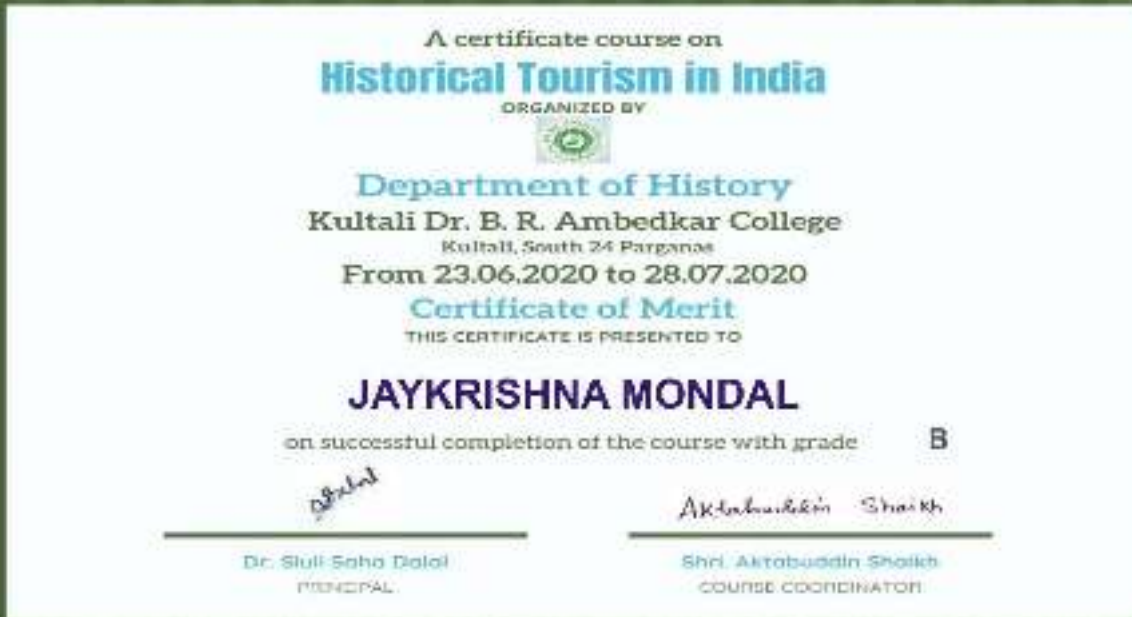 A certificate course on
Historical Tourism in India
ORGANIZED BY
Department of History
Kultali Dr. B. R. Ambedkar College
Kultali, South 24 Parganas
From 23.06.2020 to 28.07.2020
Certificate of Merit
THIS CERTIFICATE IS PRESENTED TO
JAYKRISHNA MONDAL
on successful completion of the course with grade B
Aktabuddin Shaikh
Dr. Siuli Saha Dalal
Shri. Aktabuddin Shaikh
PRINCIPAL
COURSE COORDINATOR